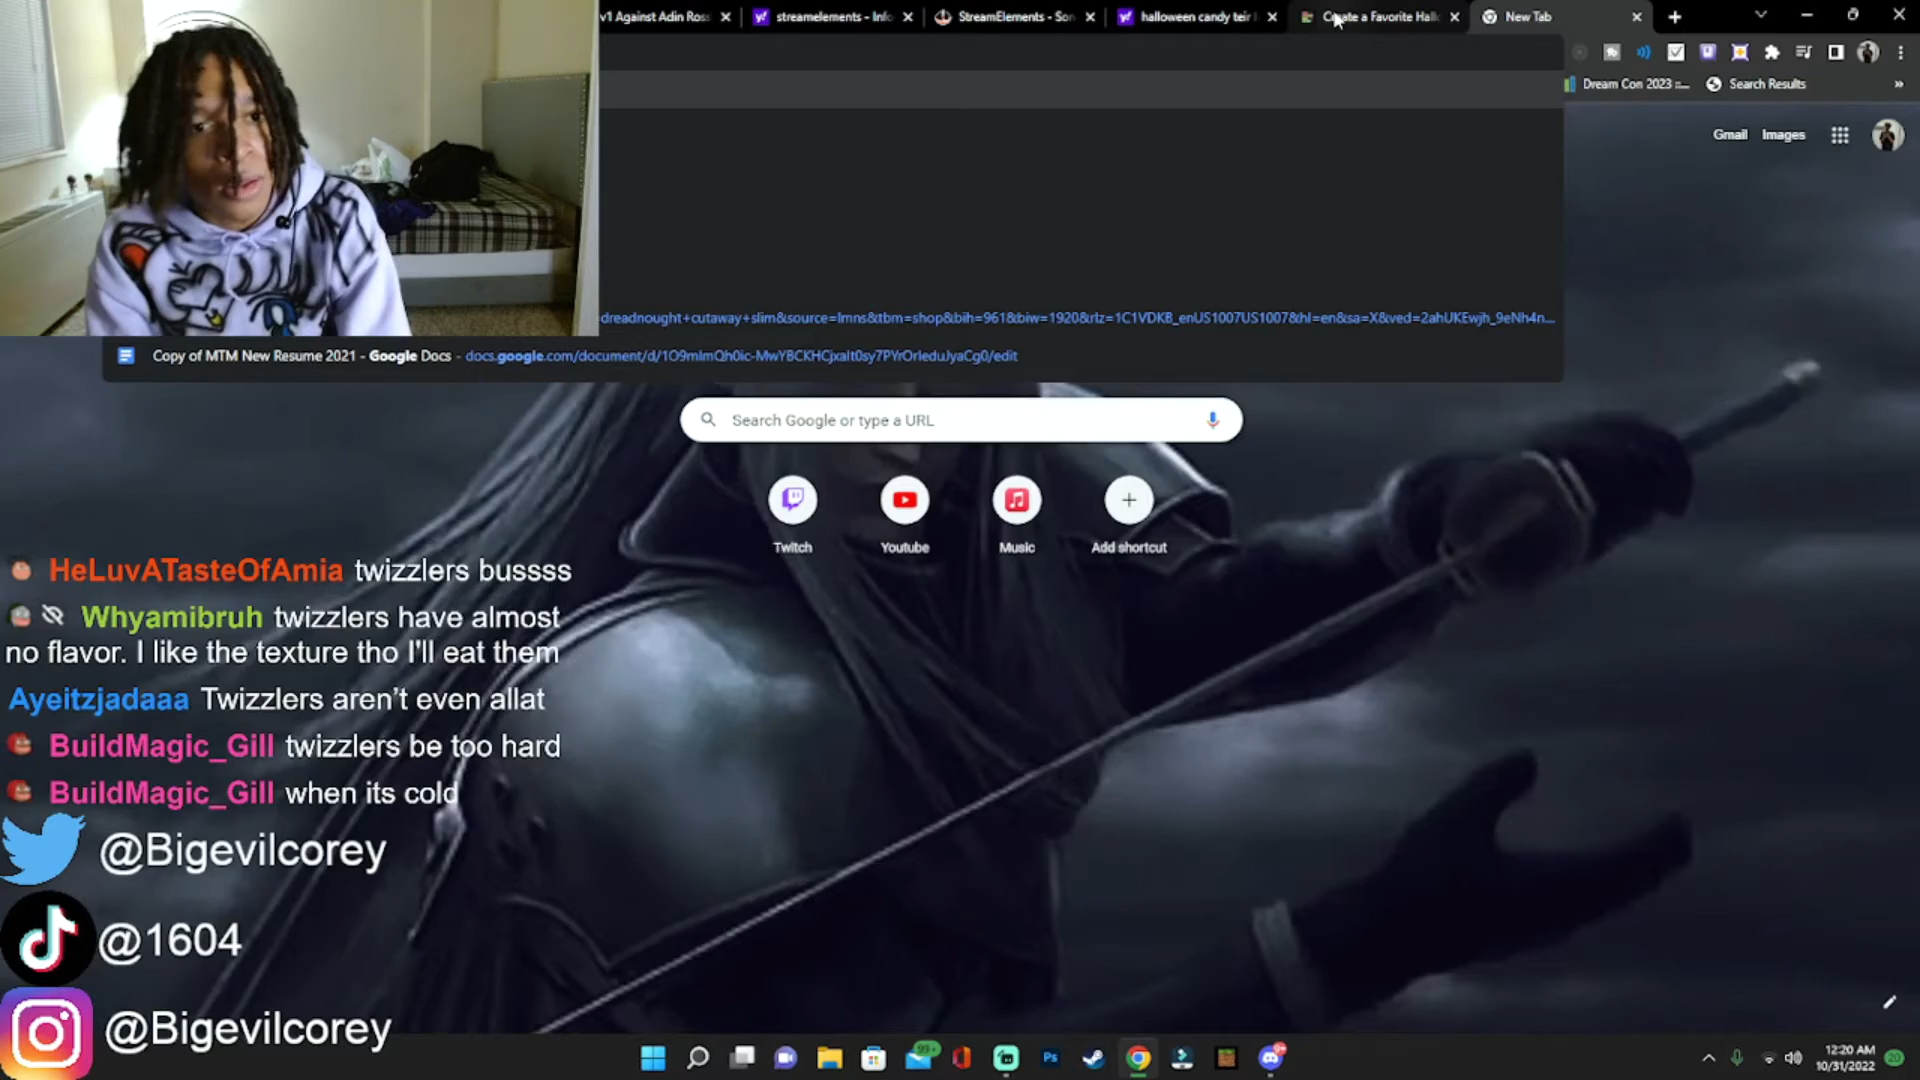 v1 Against Adin Ross
streamelements - Info
StreamElements - Son
halloween candy teir l
Create a Favorite Hall
New Tab
Dream Con 2023 ::...
Search Results
»
Gmail Images
dreadnought+cutaway+slim&source=lmns&tbm=shop&bih=961&biw=1920&rlz=1C1VDKB_enUS1007US1007&hl=en&sa=X&ved=2ahUKEwjh_9eNh4n...
Copy of MTM New Resume 2021 - Google Docs - docs.google.com/document/d/1O9mImQh0ic-MwYBCKHCjxaIt0sy7PYrOrIeduJyaCg0/edit
Search Google or type a URL
Twitch
Youtube
Music
Add shortcut
HeLuvATasteOfAmia twizzlers bussss
Whyamibruh twizzlers have almost
no flavor. I like the texture tho I'll eat them
Ayeitzjadaaa Twizzlers aren't even allat
BuildMagic_Gill twizzlers be too hard
BuildMagic_Gill when its cold
@Bigevilcorey
@1604
@Bigevilcorey
99+
Ps
12:20 AM
10/31/2022
20